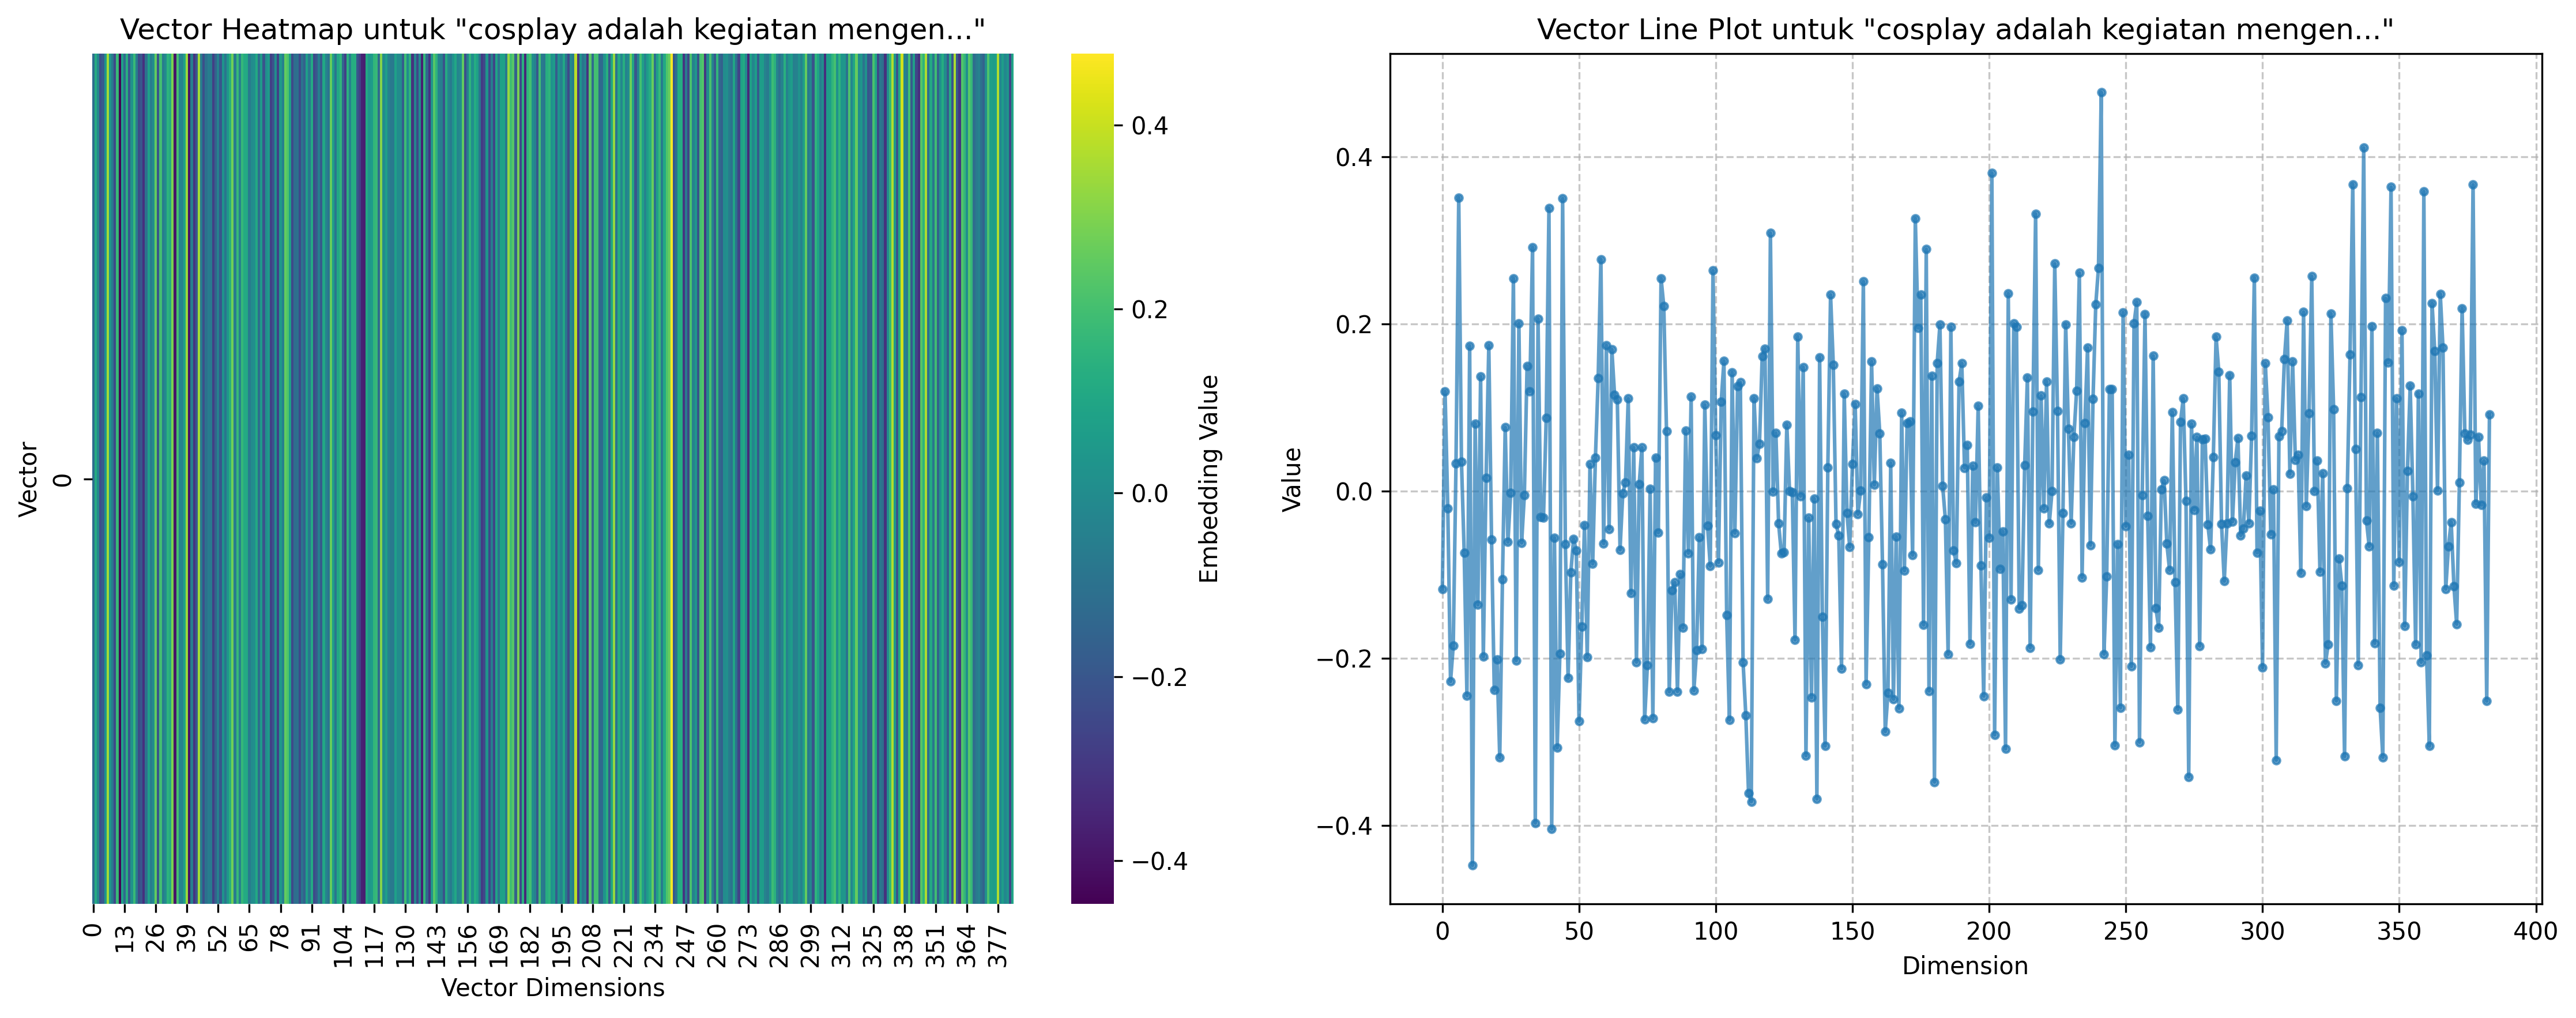 Vector Heatmap untuk "cosplay adalah kegiatan mengen..."
Vector
0
0 13 26 39 52 65 78 91 104 117 130 143 156 169 182 195 208 221 234 247 260 273 286 299 312 325 338 351 364 377
Vector Dimensions
0.4
0.2
0.0
−0.2
−0.4
Embedding Value
Vector Line Plot untuk "cosplay adalah kegiatan mengen..."
Value
0.4
0.2
0.0
−0.2
−0.4
0 50 100 150 200 250 300 350 400
Dimension